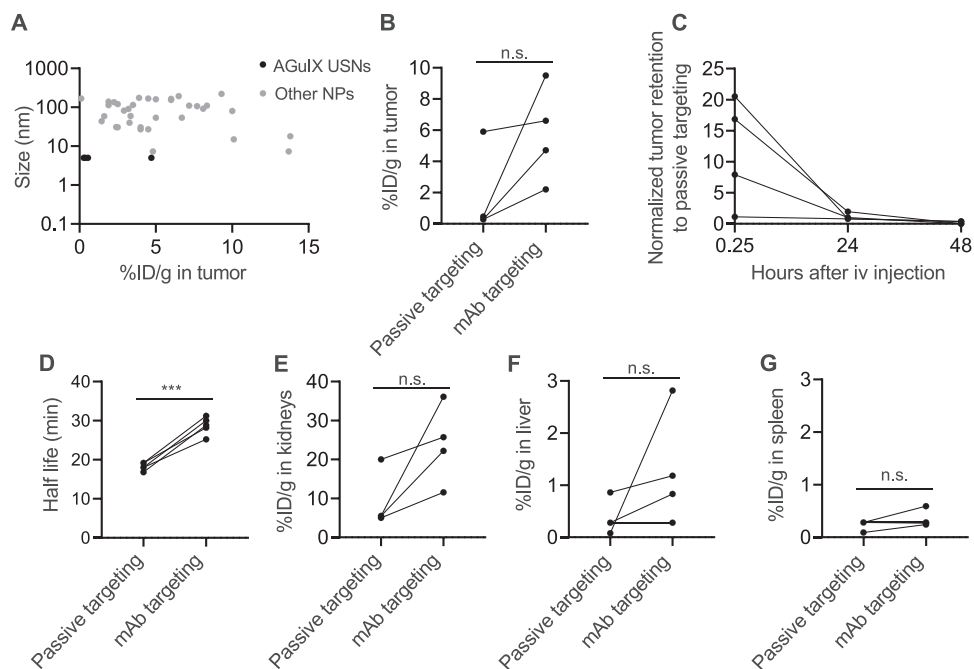 A
AGuIX USNs
Other NPs
Size (nm)
1000
100
10
1
0.1
0
5
10
15
%ID/g in tumor
B
n.s.
%ID/g in tumor
10
8
6
4
2
0
Passive targeting
mAb targeting
C
Normalized tumor retention
to passive targeting
25
20
15
10
5
0
0.25
24
48
Hours after iv injection
D
***
Half life (min)
40
30
20
10
0
Passive targeting
mAb targeting
E
n.s.
%ID/g in kidneys
40
30
20
10
0
Passive targeting
mAb targeting
F
n.s.
%ID/g in liver
3
2
1
0
Passive targeting
mAb targeting
G
n.s.
%ID/g in spleen
3
2
1
0
Passive targeting
mAb targeting